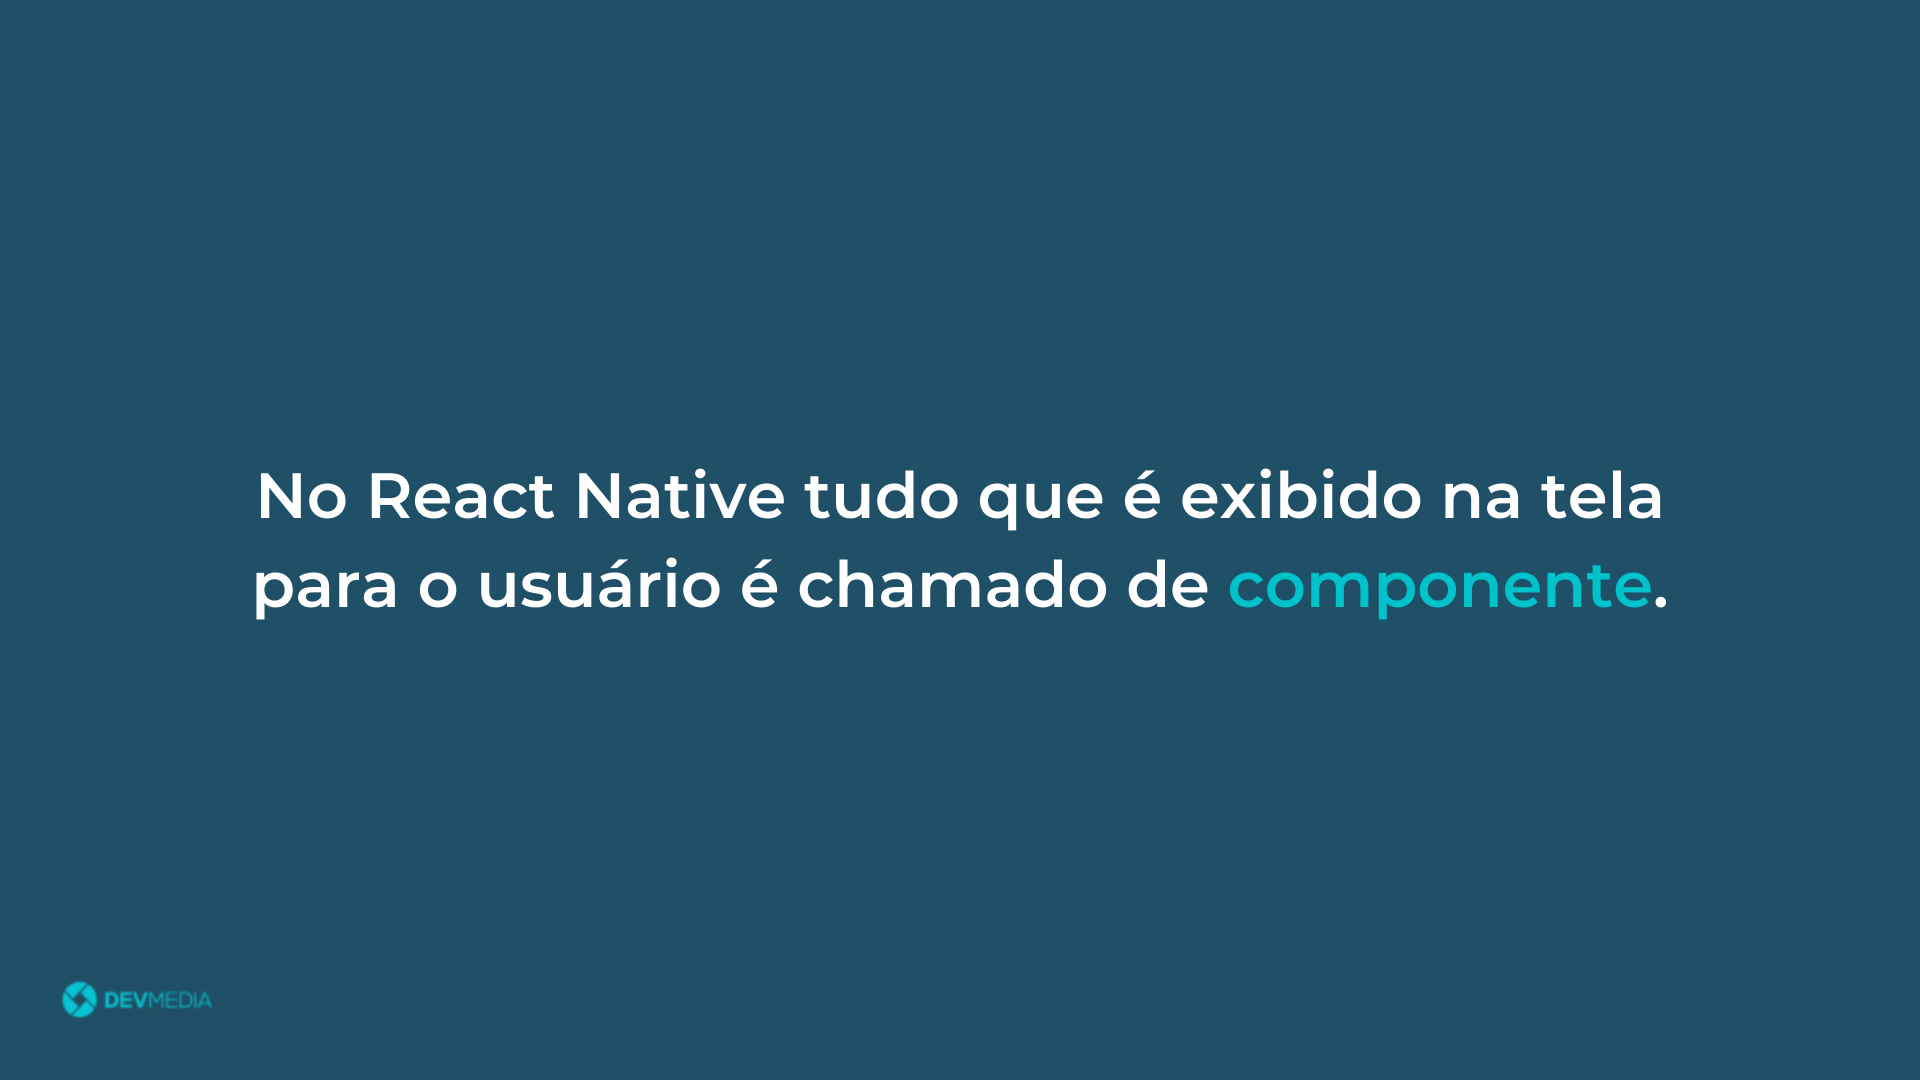 No React Native tudo que é exibido na tela
para o usuário é chamado de componente.
DEVMEDIA